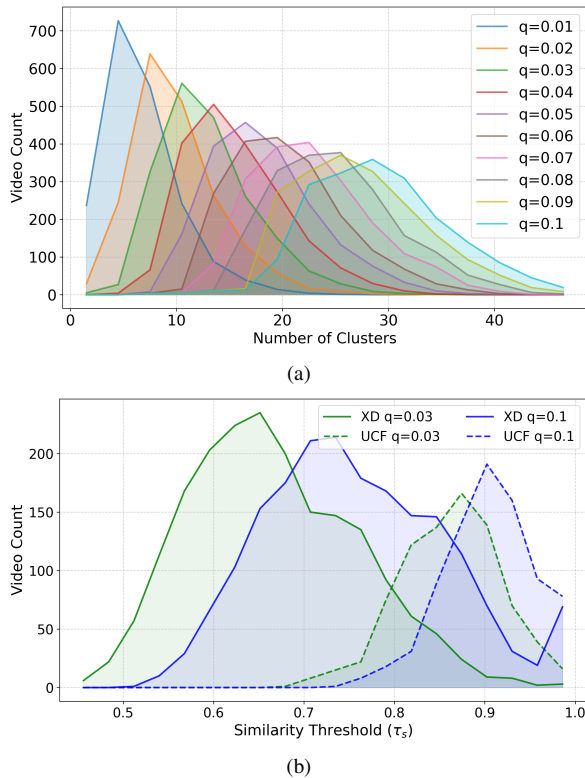 700
600
500
400
300
200
100
0
Video Count
0
10
20
30
40
Number of Clusters
q=0.01
q=0.02
q=0.03
q=0.04
q=0.05
q=0.06
q=0.07
q=0.08
q=0.09
q=0.1
(a)
200
150
100
50
0
Video Count
XD q=0.03
UCF q=0.03
XD q=0.1
UCF q=0.1
0.5
0.6
0.7
0.8
0.9
1.0
Similarity Threshold (τs)
(b)